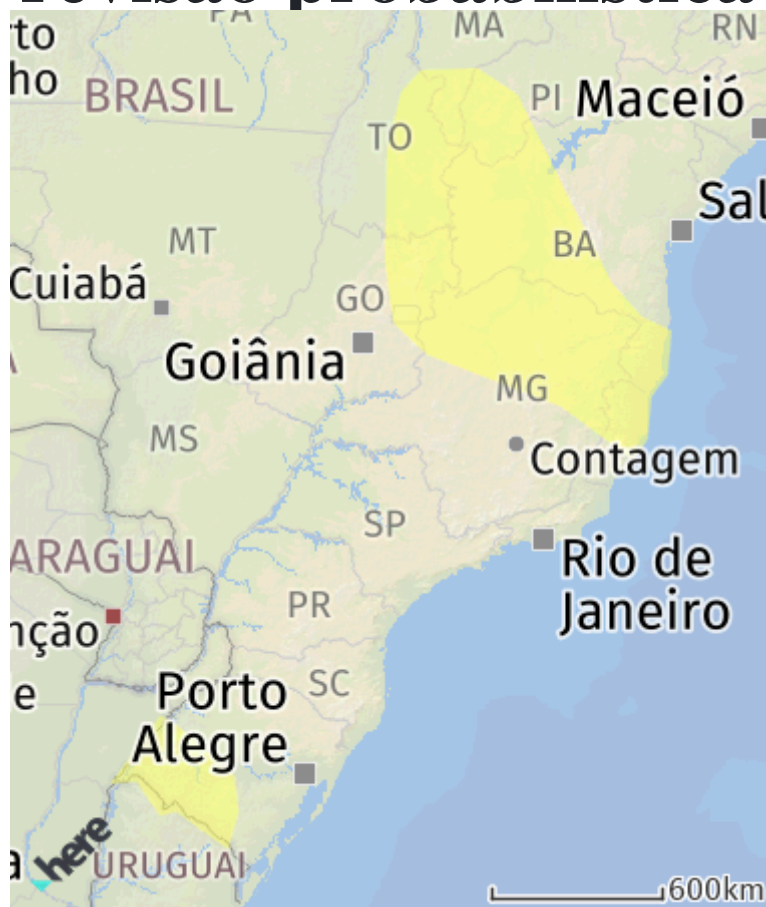 PA
MA
RN
rto
ho
BRASIL
PI
Maceió
TO
Sal
MT
BA
Cuiabá
GO
Goiânia
MG
MS
Contagem
SP
ARAGUAI
Rio de
Janeiro
PR
nção
Porto
Alegre
SC
e
here
a
URUGUAI
600km